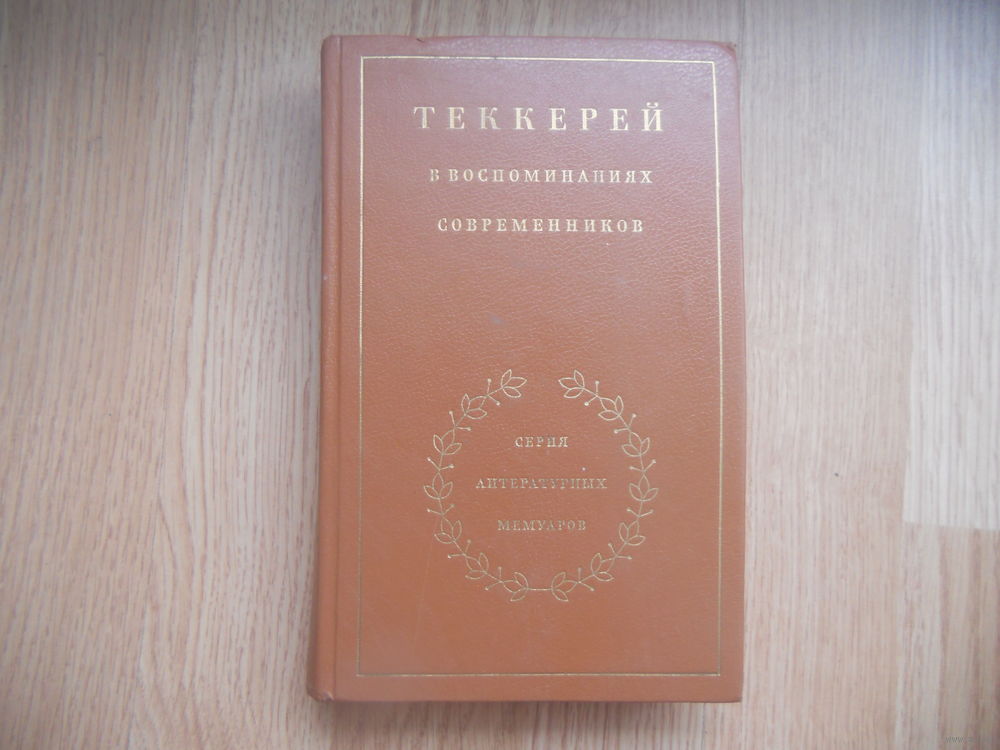 ТЕККЕРЕЙ
В ВОСПОМИНАНИЯХ
СОВРЕМЕННИКОВ
СЕРИЯ
ЛИТЕРАТУРНЫХ
МЕМУАРОВ